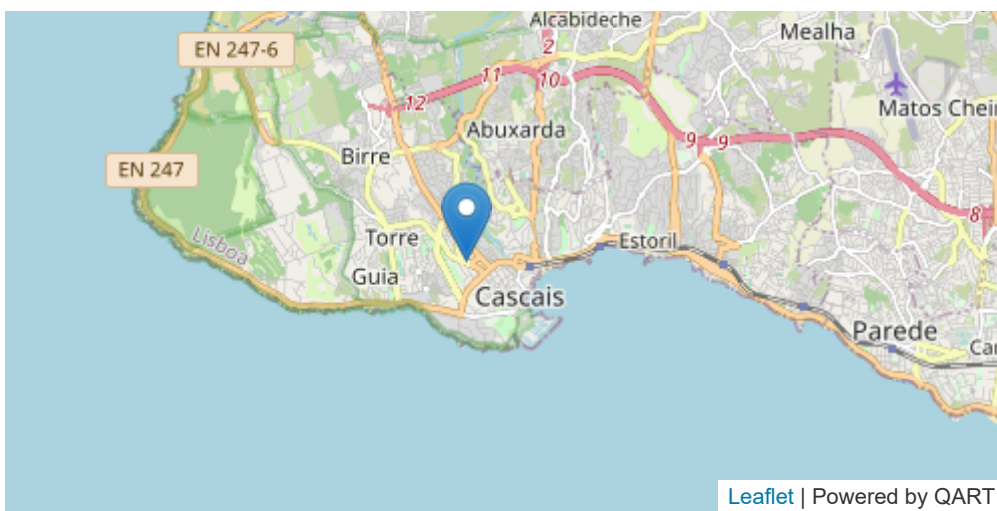 Alcabideche
Mealha
EN 247-6
2
11
10
12
Matos Chei
Abuxarda
9
9
Birre
EN 247
8
Lisboa
Torre
Estoril
Guia
Cascais
Parede
Ca
Leaflet | Powered by QART